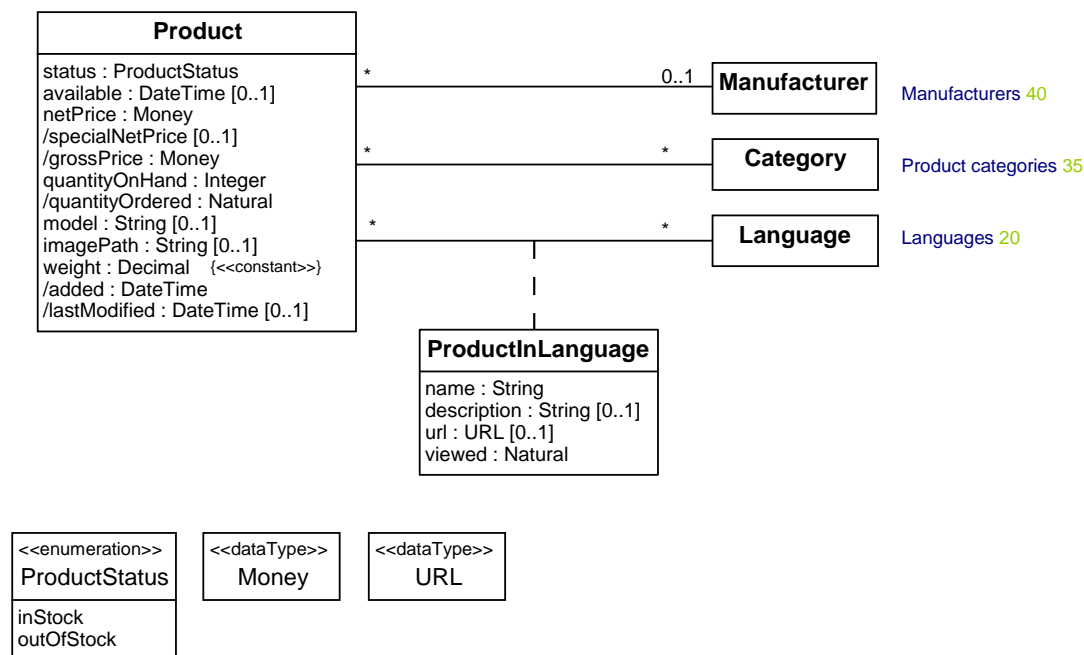 Product
status : ProductStatus
available : DateTime [0..1]
netPrice : Money
/specialNetPrice [0..1]
/grossPrice : Money
quantityOnHand : Integer
/quantityOrdered : Natural
model : String [0..1]
imagePath : String [0..1]
weight : Decimal {<<constant>>}
/added : DateTime
/lastModified : DateTime [0..1]
* 0..1
Manufacturer
Manufacturers 40
* *
Category
Product categories 35
* *
Language
Languages 20
ProductInLanguage
name : String
description : String [0..1]
url : URL [0..1]
viewed : Natural
<<enumeration>>
ProductStatus
inStock
outOfStock
<<dataType>>
Money
<<dataType>>
URL